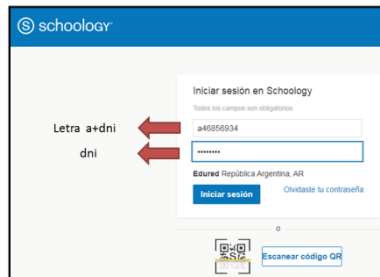 schoology
Iniciar sesión en Schoology
Todos los campos son obligatorios
Letra a+dni
a46856934
dni
••••••••
Edured República Argentina, AR
Iniciar sesión
Olvidaste tu contraseña
o
Escanear código QR